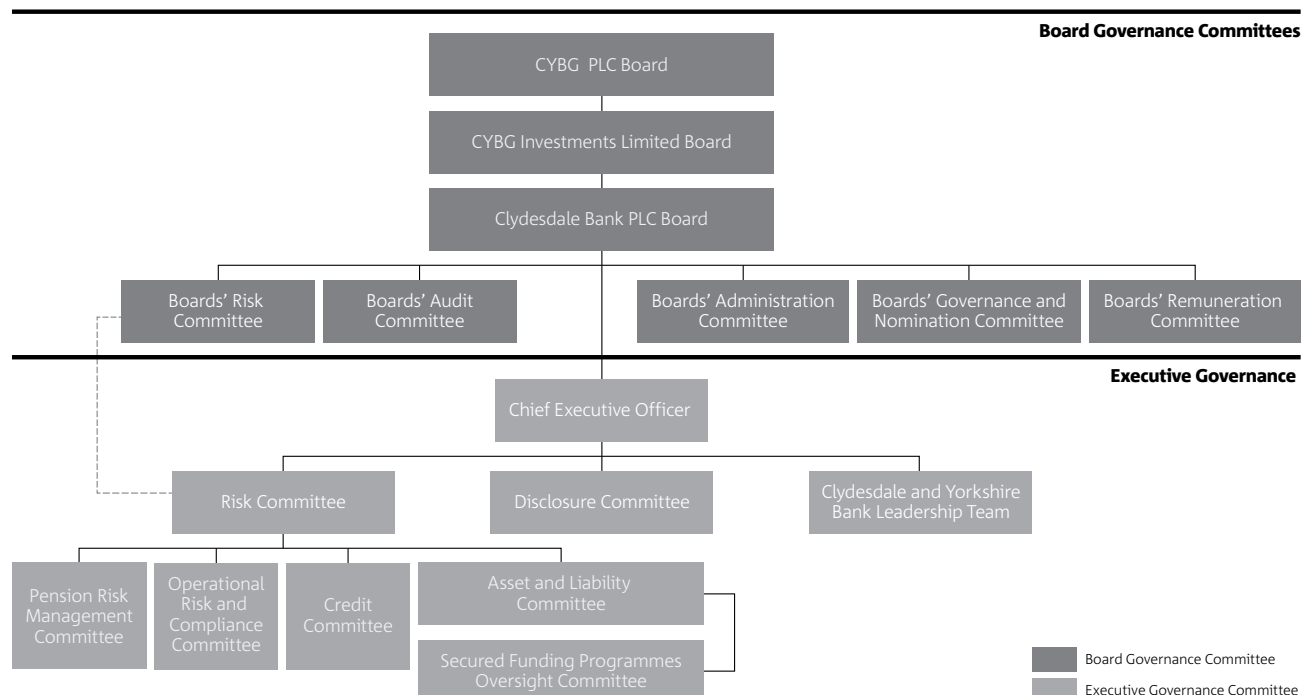 Board Governance Committees
CYBG PLC Board
CYBG Investments Limited Board
Clydesdale Bank PLC Board
Boards' Risk
Committee
Boards' Audit
Committee
Boards' Administration
Committee
Boards' Governance and
Nomination Committee
Boards' Remuneration
Committee
Executive Governance
Chief Executive Officer
Risk Committee
Disclosure Committee
Clydesdale and Yorkshire
Bank Leadership Team
Pension Risk
Management
Committee
Operational
Risk and
Compliance
Committee
Credit
Committee
Asset and Liability
Committee
Secured Funding Programmes
Oversight Committee
Board Governance Committee
Executive Governance Committee